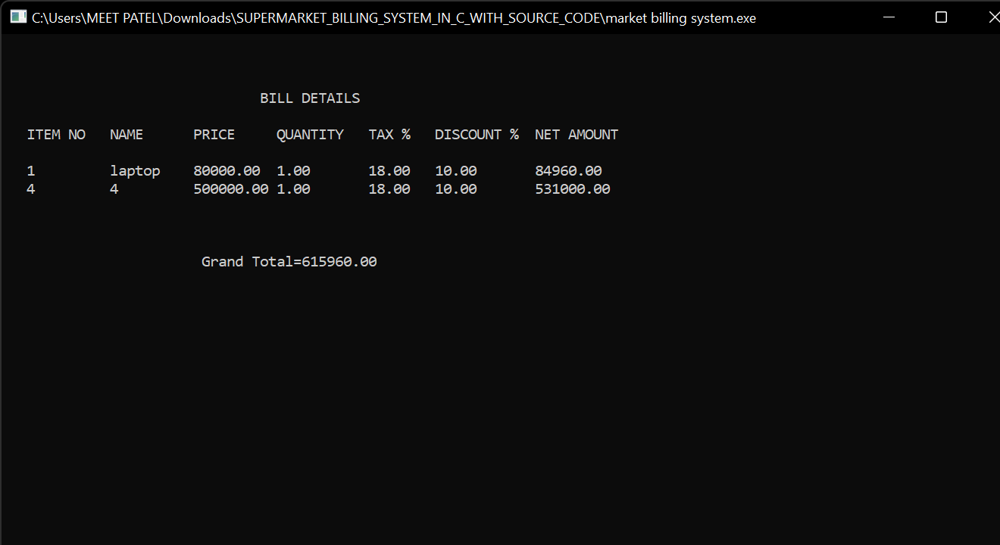 C:\Users\MEET PATEL\Downloads\SUPERMARKET_BILLING_SYSTEM_IN_C_WITH_SOURCE_CODE\market billing system.exe
BILL DETAILS
ITEM NO NAME PRICE QUANTITY TAX % DISCOUNT % NET AMOUNT
1 laptop 80000.00 1.00 18.00 10.00 84960.00
4 4 500000.00 1.00 18.00 10.00 531000.00
Grand Total=615960.00